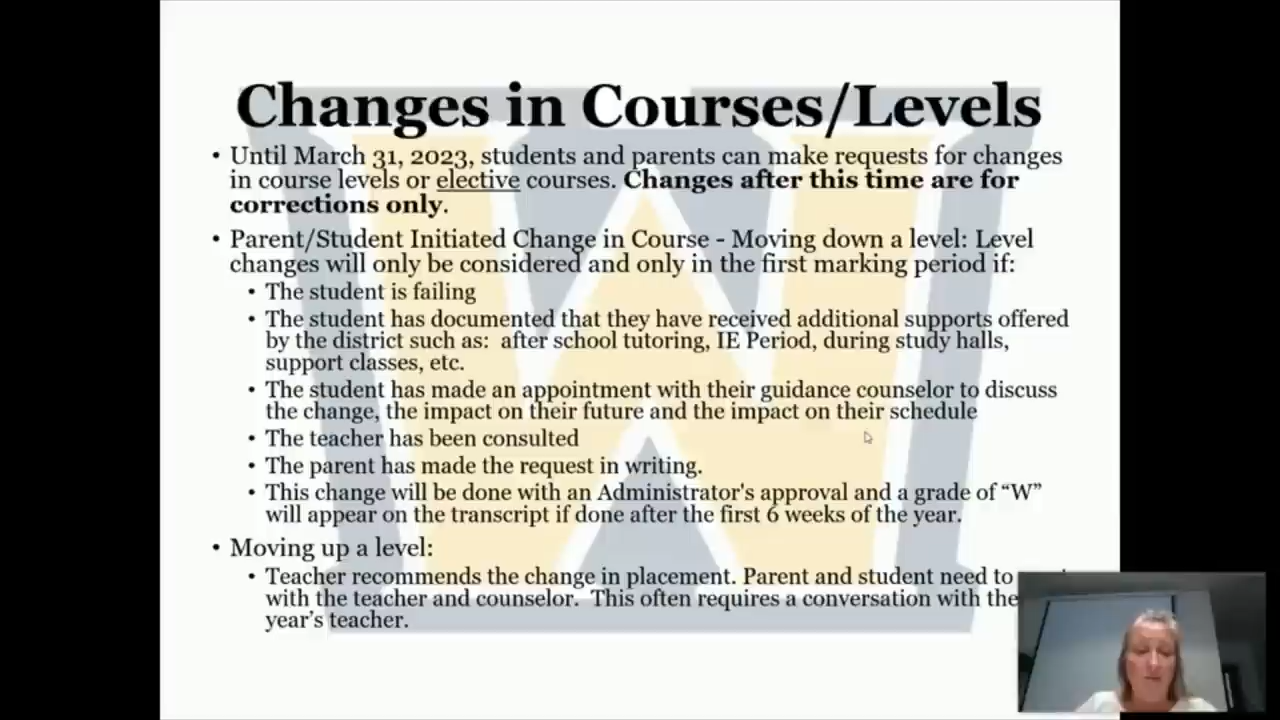 Changes in Courses/Levels
• Until March 31, 2023, students and parents can make requests for changes
in course levels or elective courses. Changes after this time are for
corrections only.
• Parent/Student Initiated Change in Course - Moving down a level: Level
changes will only be considered and only in the first marking period if:
• The student is failing
• The student has documented that they have received additional supports offered
by the district such as:  after school tutoring, IE Period, during study halls,
support classes, etc.
• The student has made an appointment with their guidance counselor to discuss
the change, the impact on their future and the impact on their schedule
• The teacher has been consulted
• The parent has made the request in writing.
• This change will be done with an Administrator's approval and a grade of “W”
will appear on the transcript if done after the first 6 weeks of the year.
• Moving up a level:
• Teacher recommends the change in placement. Parent and student need to
with the teacher and counselor.  This often requires a conversation with the
year's teacher.